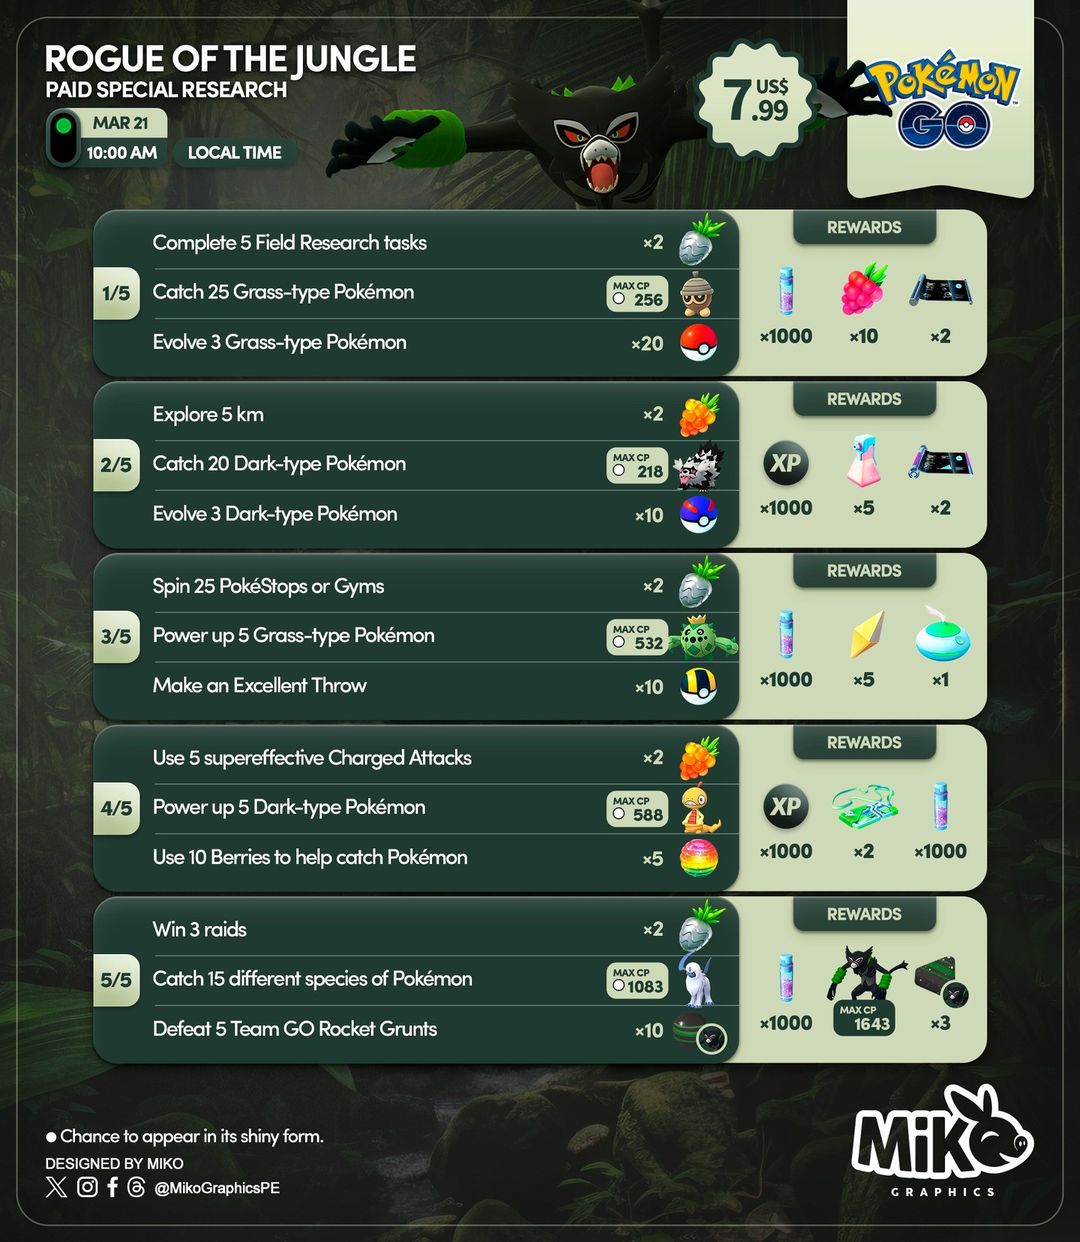 ROGUE OF THE JUNGLE
PAID SPECIAL RESEARCH
MAR 21
10:00 AM
LOCAL TIME
7.99 US$
POKéMON
GO
1/5
Complete 5 Field Research tasks
×2
Catch 25 Grass-type Pokémon
MAX CP
256
Evolve 3 Grass-type Pokémon
×20
REWARDS
×1000
×10
×2
2/5
Explore 5 km
×2
Catch 20 Dark-type Pokémon
MAX CP
218
Evolve 3 Dark-type Pokémon
×10
REWARDS
XP
×1000
×5
×2
3/5
Spin 25 PokéStops or Gyms
×2
Power up 5 Grass-type Pokémon
MAX CP
532
Make an Excellent Throw
×10
REWARDS
×1000
×5
×1
4/5
Use 5 supereffective Charged Attacks
×2
Power up 5 Dark-type Pokémon
MAX CP
588
Use 10 Berries to help catch Pokémon
×5
REWARDS
XP
×1000
×2
×1000
5/5
Win 3 raids
×2
Catch 15 different species of Pokémon
MAX CP
1083
Defeat 5 Team GO Rocket Grunts
×10
REWARDS
×1000
MAX CP
1643
×3
Chance to appear in its shiny form.
DESIGNED BY MIKO
@MikoGraphicsPE
MiKO
GRAPHICS